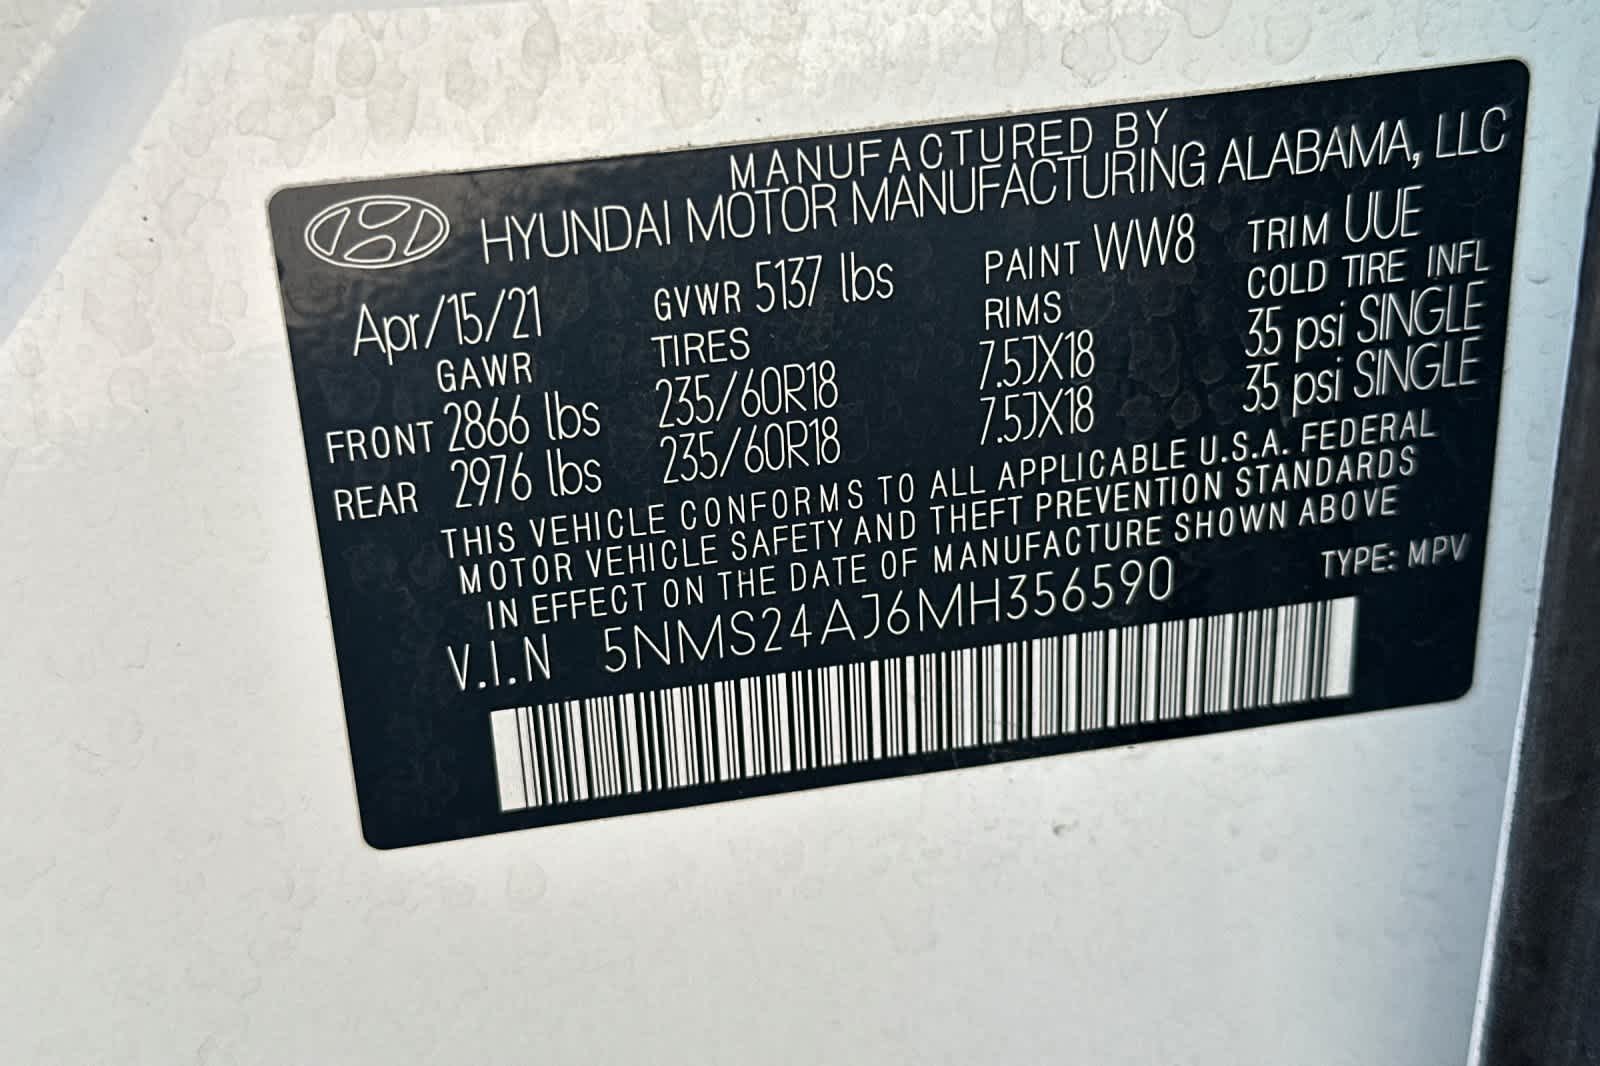 MANUFACTURED BY
HYUNDAI MOTOR MANUFACTURING ALABAMA, LLC
Apr/15/21 GVWR 5137 lbs PAINT WW8 TRIM UUE
GAWR TIRES RIMS COLD TIRE INFL
FRONT 2866 lbs 235/60R18 7.5JX18 35 psi SINGLE
REAR 2976 lbs 235/60R18 7.5JX18 35 psi SINGLE
THIS VEHICLE CONFORMS TO ALL APPLICABLE U.S.A. FEDERAL
MOTOR VEHICLE SAFETY AND THEFT PREVENTION STANDARDS
IN EFFECT ON THE DATE OF MANUFACTURE SHOWN ABOVE
V.I.N 5NMS24AJ6MH356590 TYPE: MPV